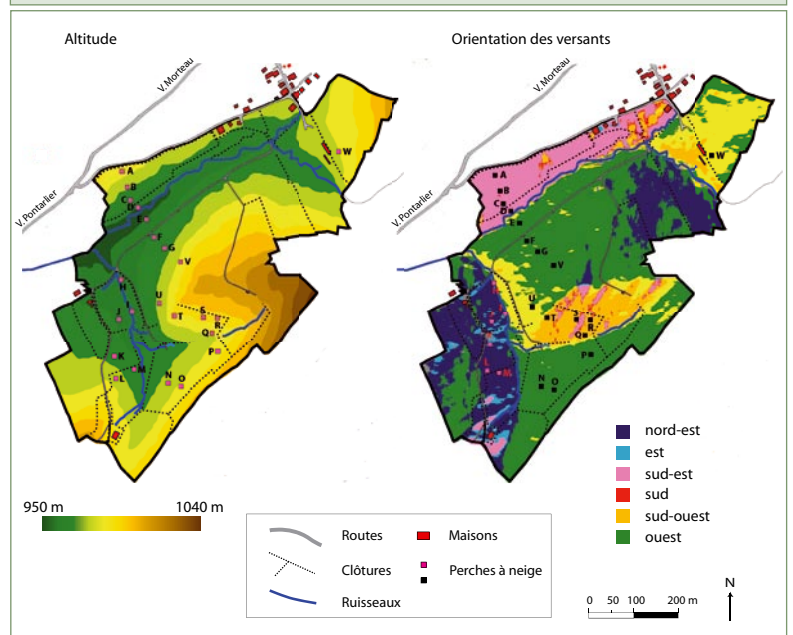 Altitude
Orientation des versants
V. Morteau
V. Pontarlier
A
B
C
D
E
F
G
V
W
H
I
J
U
T
S
R
Q
P
K
L
M
N
O
V. Morteau
V. Pontarlier
A
B
C
D
E
F
G
V
W
U
T
S
R
Q
P
M
N
O
nord-est
est
sud-est
sud
sud-ouest
ouest
950 m
1040 m
Routes
Maisons
Clôtures
Perches à neige
Ruisseaux
0 50 100 200 m
N